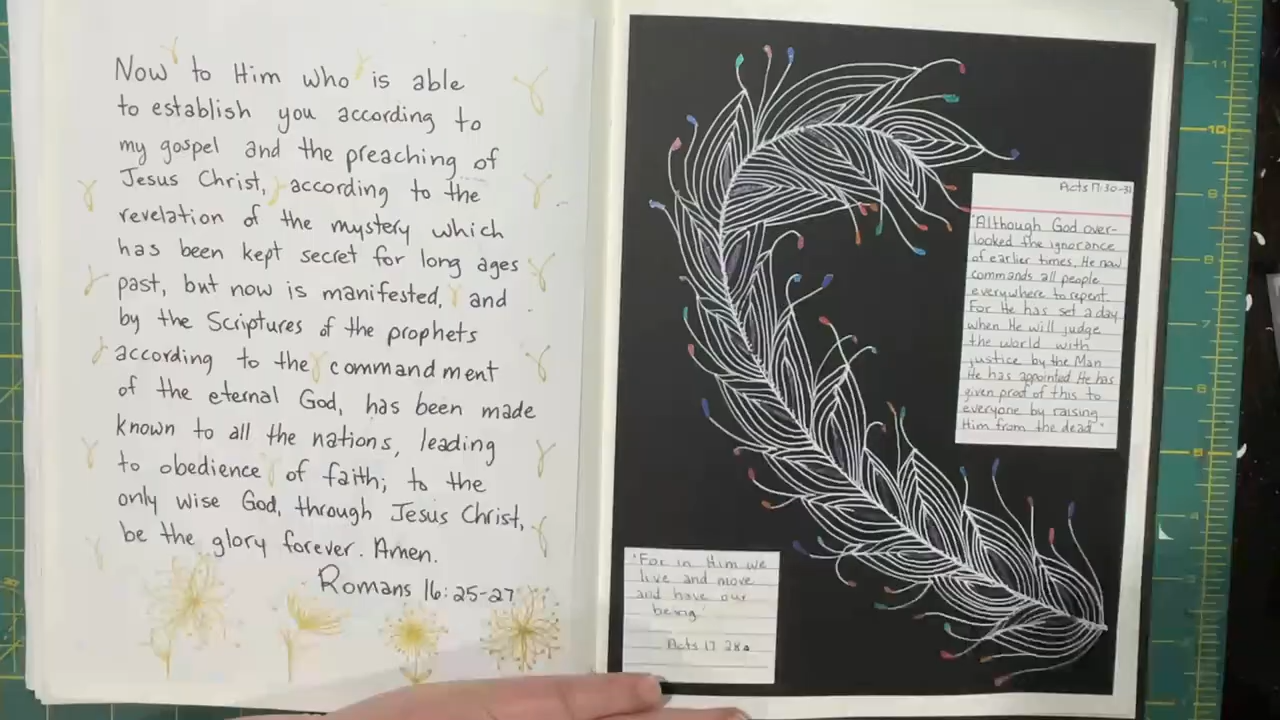 Now to Him who is able
to establish you according to
my gospel and the preaching of
Jesus Christ, according to the
revelation of the mystery which
has been kept secret for long ages
past, but now is manifested, and
by the Scriptures of the prophets
according to the commandment
of the eternal God, has been made
known to all the nations, leading
to obedience of faith; to the
only wise God, through Jesus Christ,
be the glory forever. Amen.
Romans 16:25-27
"For in Him we
live and move
and have our
being."
Acts 17 28a
Acts 17:30-31
"Although God over-
looked the ignorance
of earlier times, He now
commands all people
everywhere to repent.
For He has set a day
when He will judge
the world with
justice by the Man
He has appointed He has
given proof of this to
everyone by raising
Him from the dead"
11
10